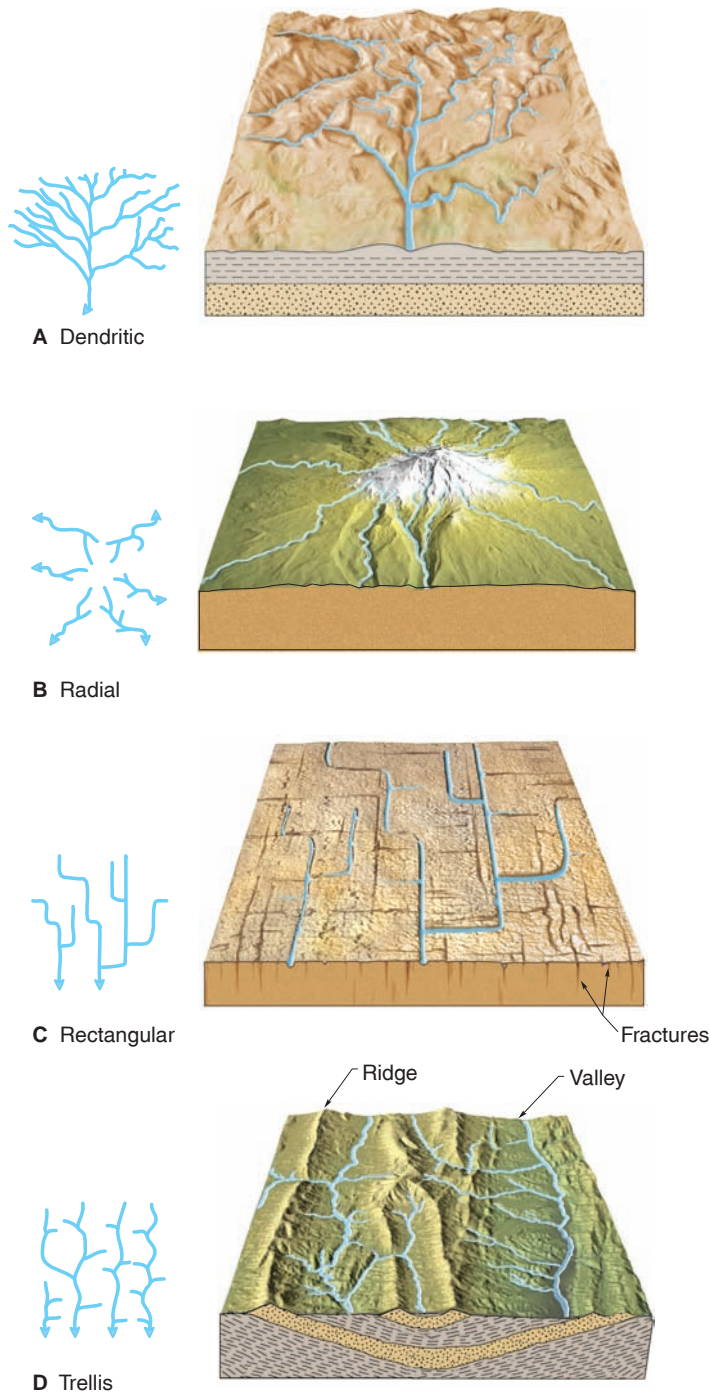 A Dendritic
B Radial
C Rectangular
Fractures
Ridge
Valley
D Trellis